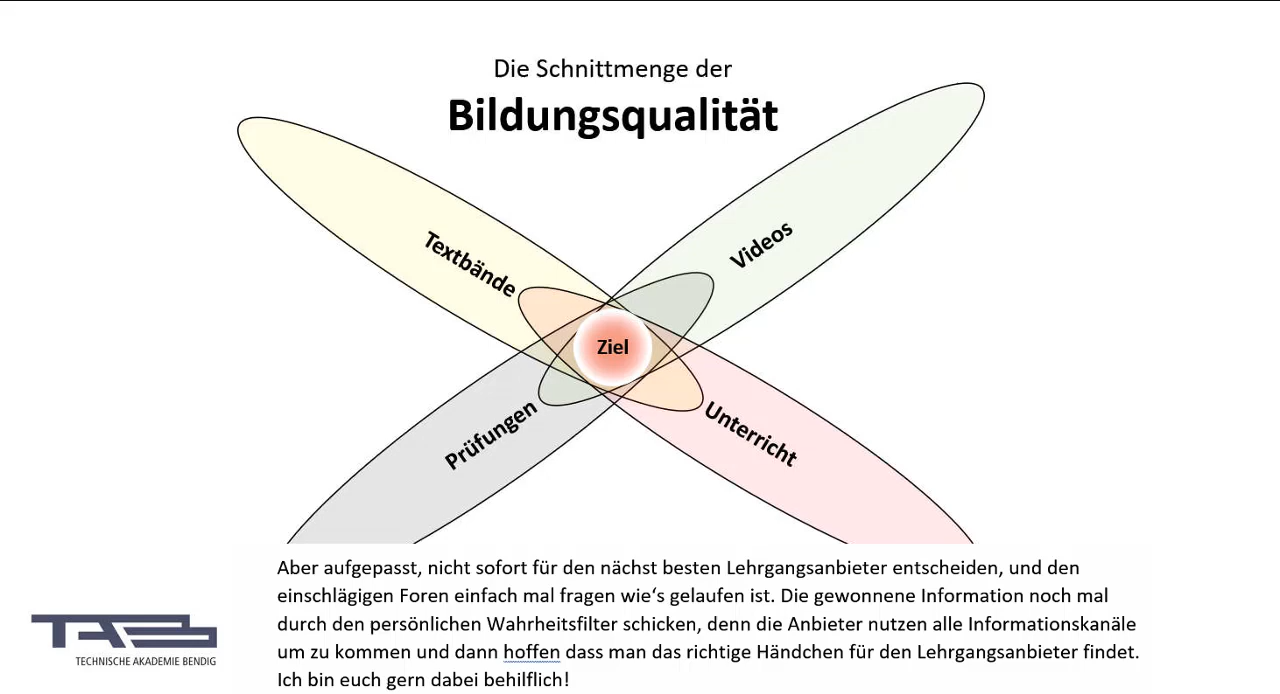 Die Schnittmenge der
Bildungsqualität
Textbände
Videos
Ziel
Prüfungen
Unterricht
Aber aufgepasst, nicht sofort für den nächst besten Lehrgangsanbieter entscheiden, und den
einschlägigen Foren einfach mal fragen wie‘s gelaufen ist. Die gewonnene Information noch mal
durch den persönlichen Wahrheitsfilter schicken, denn die Anbieter nutzen alle Informationskanäle
um zu kommen und dann hoffen dass man das richtige Händchen für den Lehrgangsanbieter findet.
Ich bin euch gern dabei behilflich!
TAB
TECHNISCHE AKADEMIE BENDIG